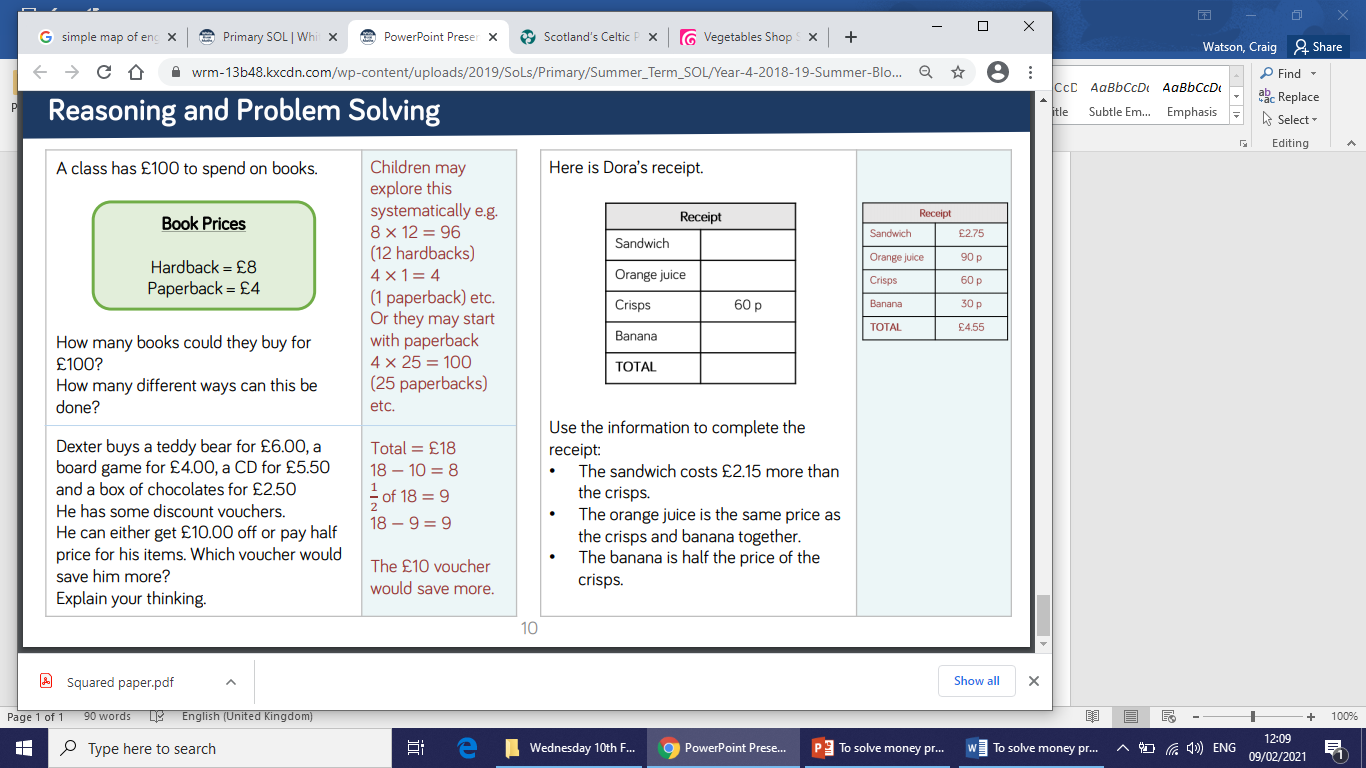 simple map of eng
Primary SOL | Whi
PowerPoint Preser
Scotland's Celtic P
Vegetables Shop S
Watson, Craig
Share
wrm-13b48.kxcdn.com/wp-content/uploads/2019/SoLs/Primary/Summer_Term_SOL/Year-4-2018-19-Summer-Blo...
AaBbCcDc AaBbCcDc
itle Subtle Em... Emphasis
Find
Replace
Select
Editing
Reasoning and Problem Solving
A class has £100 to spend on books.
Book Prices
Hardback = £8
Paperback = £4
How many books could they buy for
£100?
How many different ways can this be
done?
Children may
explore this
systematically e.g.
8 × 12 = 96
(12 hardbacks)
4 × 1 = 4
(1 paperback) etc.
Or they may start
with paperback
4 × 25 = 100
(25 paperbacks)
etc.
Dexter buys a teddy bear for £6.00, a
board game for £4.00, a CD for £5.50
and a box of chocolates for £2.50
He has some discount vouchers.
He can either get £10.00 off or pay half
price for his items. Which voucher would
save him more?
Explain your thinking.
Total = £18
18 – 10 = 8
1/2 of 18 = 9
18 – 9 = 9
The £10 voucher
would save more.
Here is Dora's receipt.
Receipt
Sandwich
Orange juice
Crisps 60 p
Banana
TOTAL
Use the information to complete the
receipt:
• The sandwich costs £2.15 more than
the crisps.
• The orange juice is the same price as
the crisps and banana together.
• The banana is half the price of the
crisps.
Receipt
Sandwich £2.75
Orange juice 90 p
Crisps 60 p
Banana 30 p
TOTAL £4.55
10
Squared paper.pdf
Show all
Page 1 of 1 90 words English (United Kingdom) 100%
Type here to search
Wednesday 10th F...
PowerPoint Prese...
To solve money pr...
To solve money pr...
ENG
12:09
09/02/2021
1